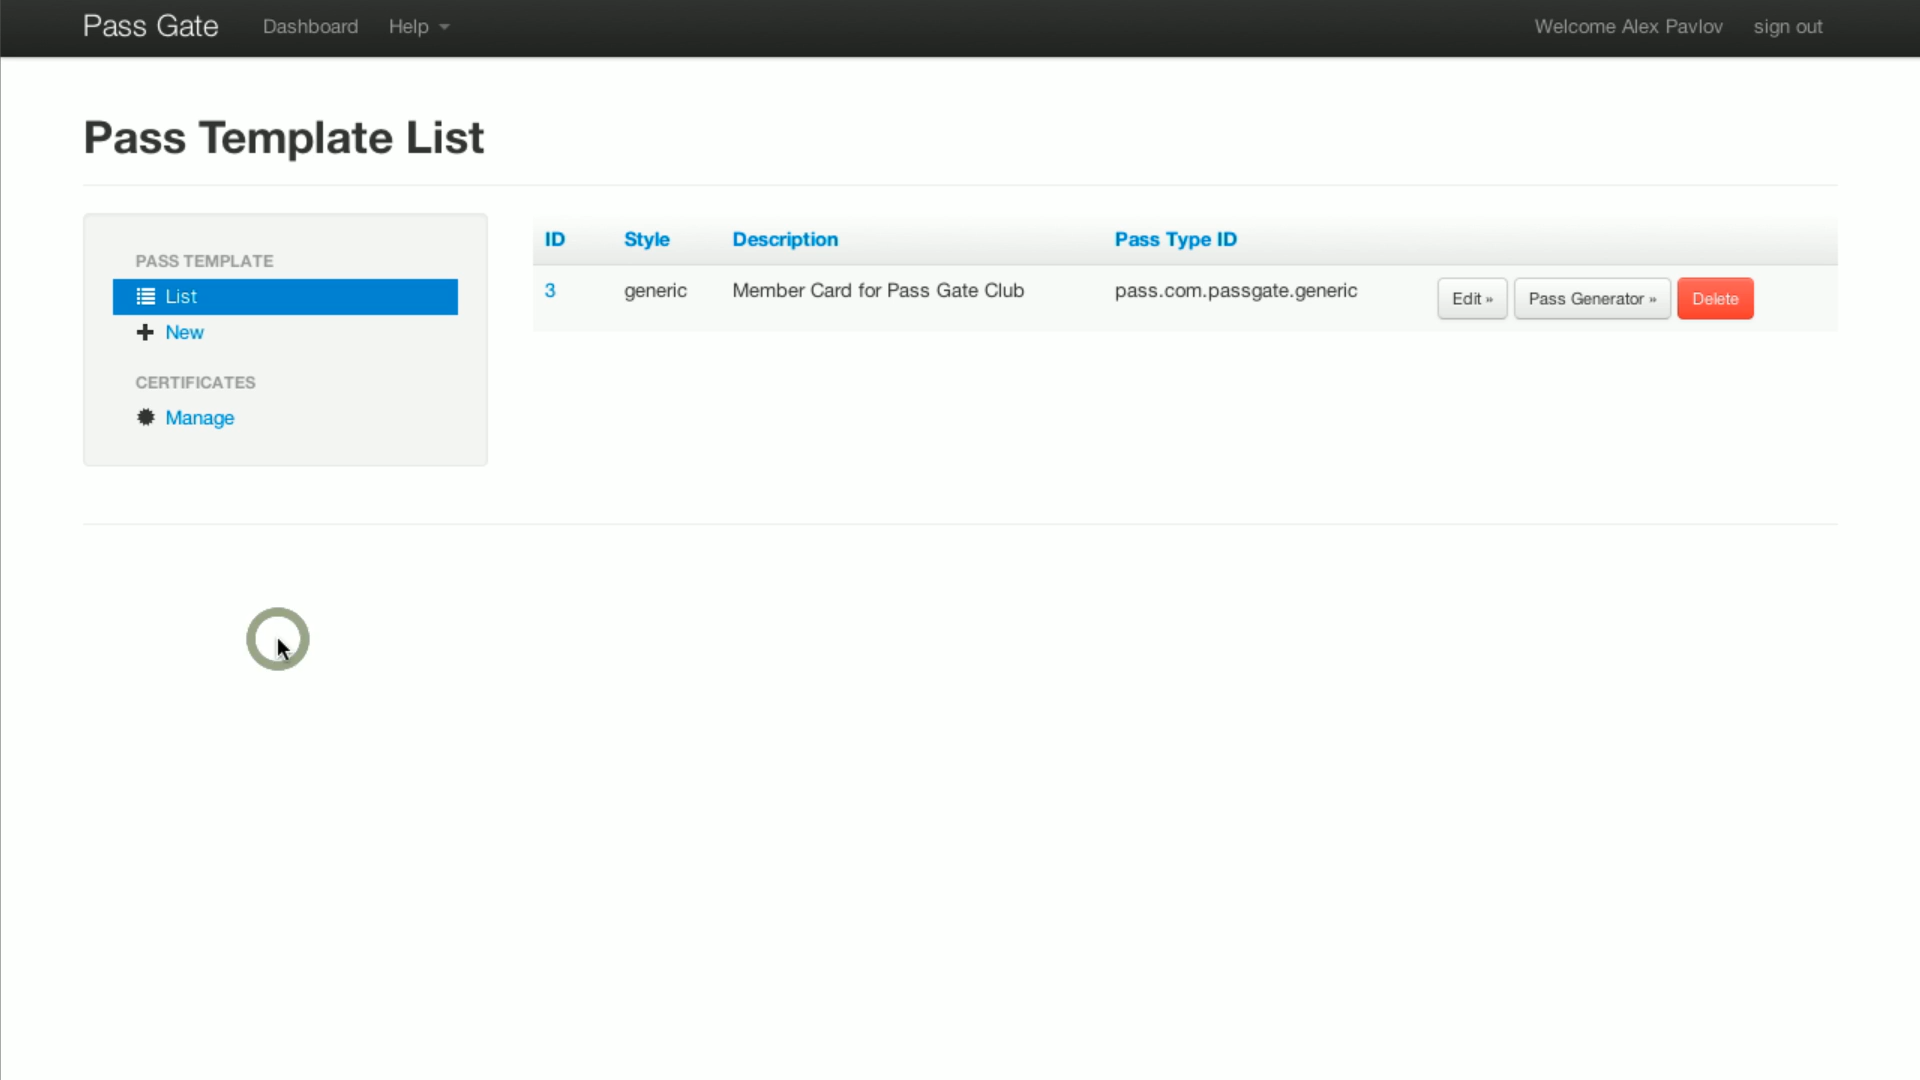 Pass Gate Dashboard Help Welcome Alex Pavlov sign out
Pass Template List
PASS TEMPLATE
List
New
CERTIFICATES
Manage
ID Style Description Pass Type ID
3 generic Member Card for Pass Gate Club pass.com.passgate.generic Edit » Pass Generator » Delete